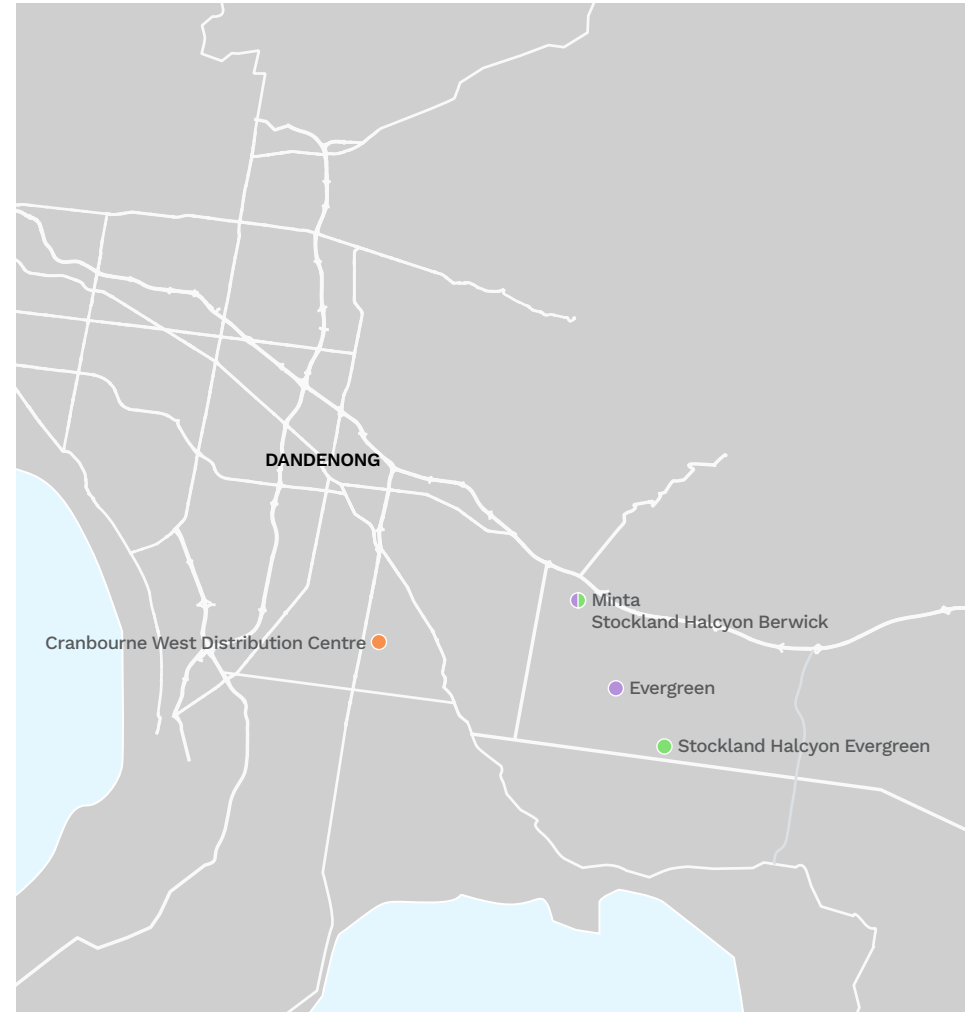 DANDENONG
Minta
Stockland Halcyon Berwick
Cranbourne West Distribution Centre
Evergreen
Stockland Halcyon Evergreen